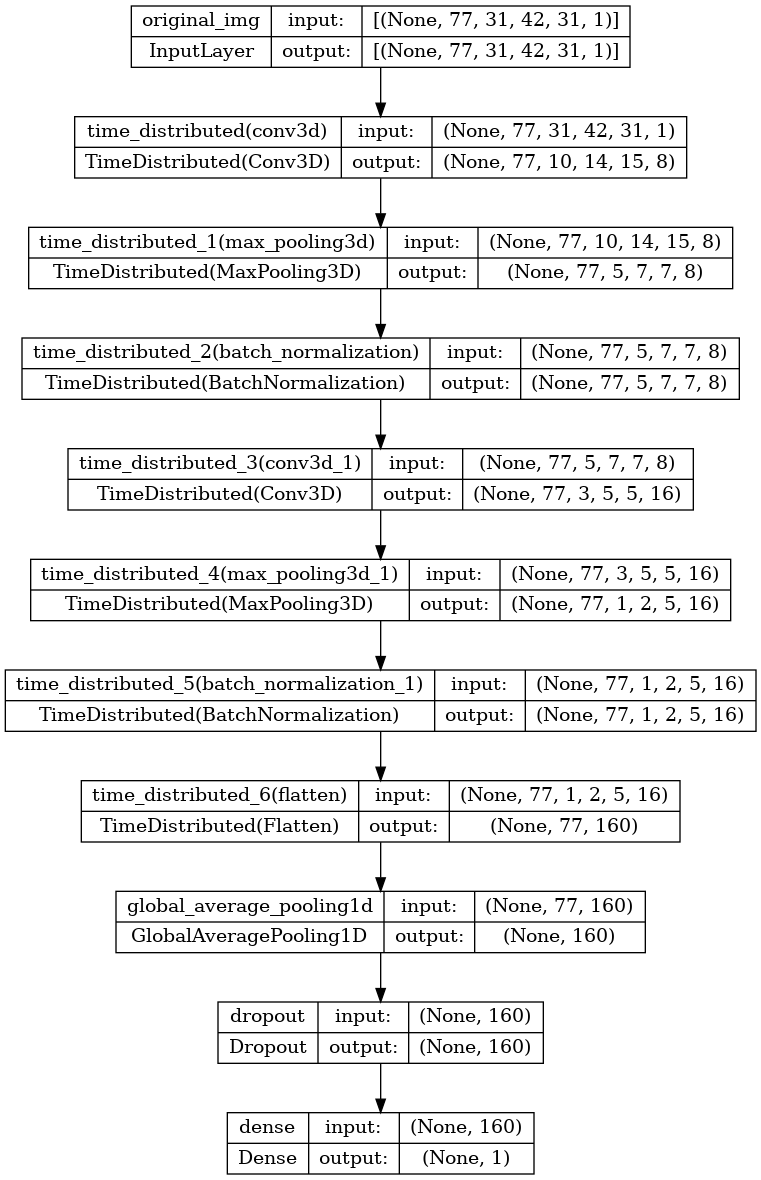 original_img input: [(None, 77, 31, 42, 31, 1)]
InputLayer output: [(None, 77, 31, 42, 31, 1)]
time_distributed(conv3d) input: (None, 77, 31, 42, 31, 1)
TimeDistributed(Conv3D) output: (None, 77, 10, 14, 15, 8)
time_distributed_1(max_pooling3d) input: (None, 77, 10, 14, 15, 8)
TimeDistributed(MaxPooling3D) output: (None, 77, 5, 7, 7, 8)
time_distributed_2(batch_normalization) input: (None, 77, 5, 7, 7, 8)
TimeDistributed(BatchNormalization) output: (None, 77, 5, 7, 7, 8)
time_distributed_3(conv3d_1) input: (None, 77, 5, 7, 7, 8)
TimeDistributed(Conv3D) output: (None, 77, 3, 5, 5, 16)
time_distributed_4(max_pooling3d_1) input: (None, 77, 3, 5, 5, 16)
TimeDistributed(MaxPooling3D) output: (None, 77, 1, 2, 5, 16)
time_distributed_5(batch_normalization_1) input: (None, 77, 1, 2, 5, 16)
TimeDistributed(BatchNormalization) output: (None, 77, 1, 2, 5, 16)
time_distributed_6(flatten) input: (None, 77, 1, 2, 5, 16)
TimeDistributed(Flatten) output: (None, 77, 160)
global_average_pooling1d input: (None, 77, 160)
GlobalAveragePooling1D output: (None, 160)
dropout input: (None, 160)
Dropout output: (None, 160)
dense input: (None, 160)
Dense output: (None, 1)